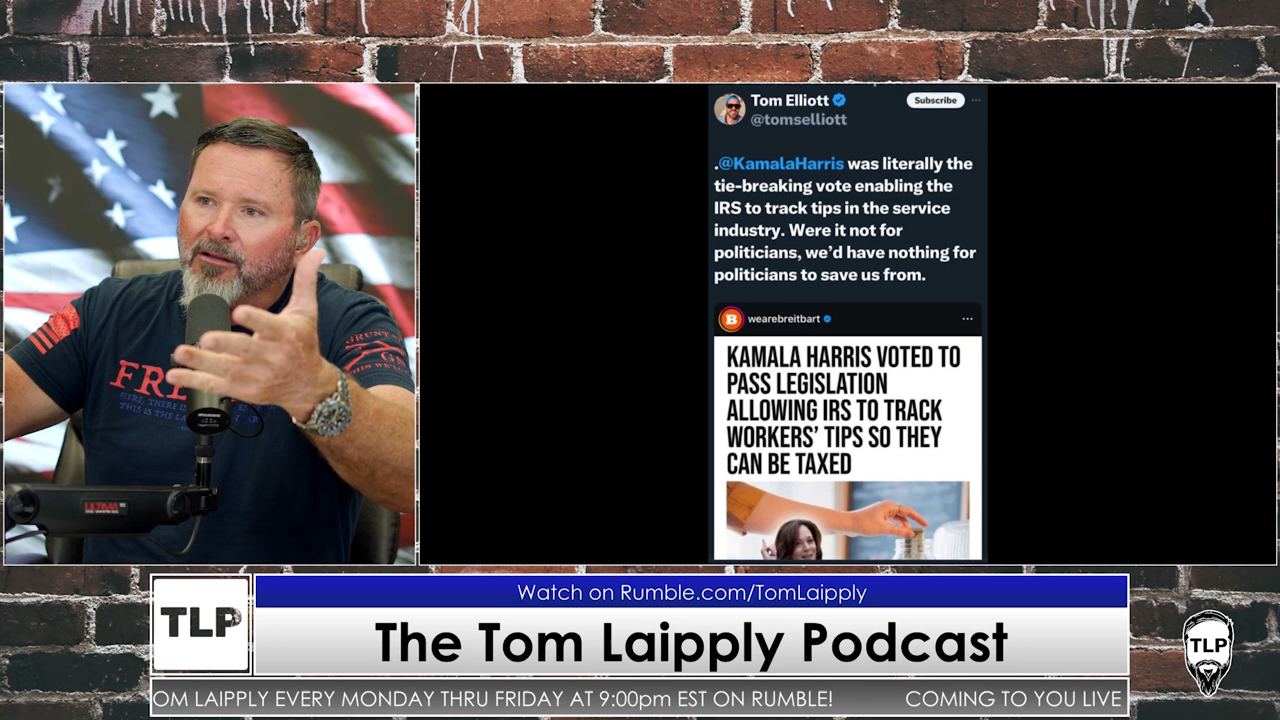 TLP
Tom Elliott
Subscribe
@tomselliott
.@KamalaHarris was literally the
tie-breaking vote enabling the
IRS to track tips in the service
industry. Were it not for
politicians, we'd have nothing for
politicians to save us from.
B wearebreitbart
KAMALA HARRIS VOTED TO
PASS LEGISLATION
ALLOWING IRS TO TRACK
WORKERS' TIPS SO THEY
CAN BE TAXED
ULTIMA
TLP
Watch on Rumble.com/TomLaipply
The Tom Laipply Podcast
TLP
OM LAIPPLY EVERY MONDAY THRU FRIDAY AT 9:00pm EST ON RUMBLE!
COMING TO YOU LIVE